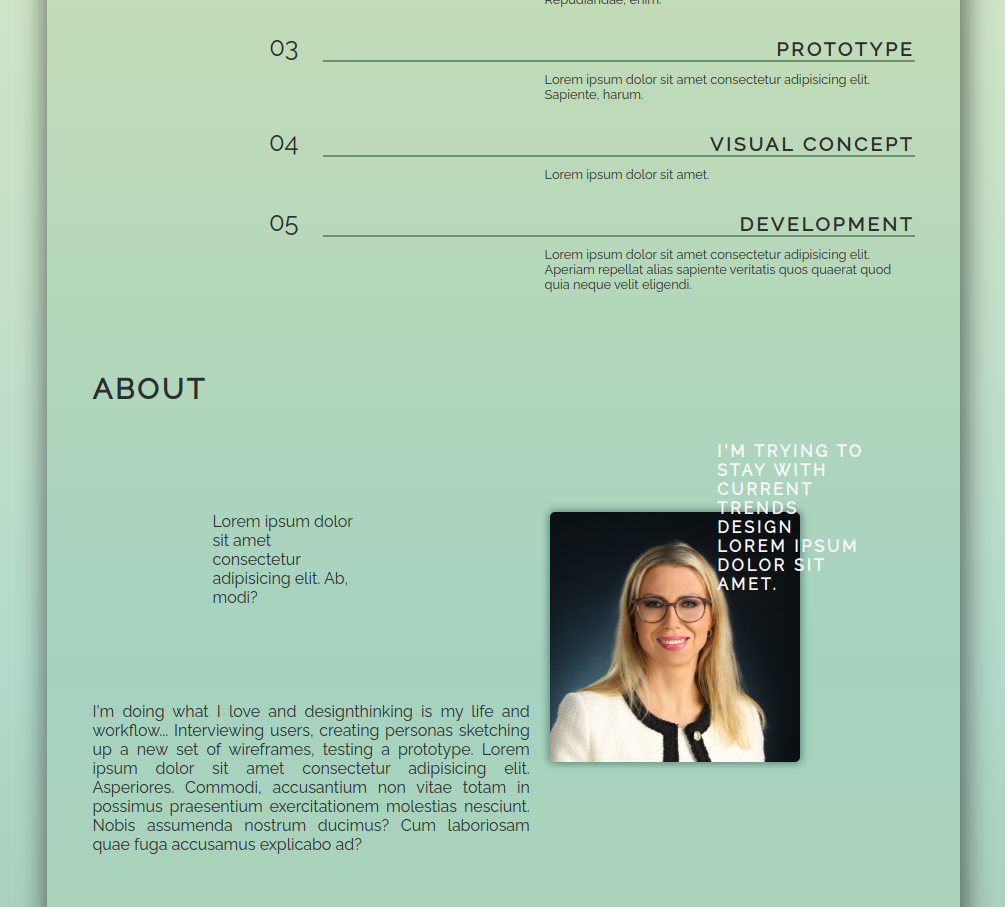 Repudiandae, enim.
03 PROTOTYPE
Lorem ipsum dolor sit amet consectetur adipisicing elit.
Sapiente, harum.
04 VISUAL CONCEPT
Lorem ipsum dolor sit amet.
05 DEVELOPMENT
Lorem ipsum dolor sit amet consectetur adipisicing elit.
Aperiam repellat alias sapiente veritatis quos quaerat quod
quia neque velit eligendi.
ABOUT
I'M TRYING TO
STAY WITH
CURRENT
TRENDS
DESIGN
LOREM IPSUM
DOLOR SIT
AMET.
Lorem ipsum dolor
sit amet
consectetur
adipisicing elit. Ab,
modi?
I'm doing what I love and designthinking is my life and
workflow... Interviewing users, creating personas sketching
up a new set of wireframes, testing a prototype. Lorem
ipsum dolor sit amet consectetur adipisicing elit.
Asperiores. Commodi, accusantium non vitae totam in
possimus praesentium exercitationem molestias nesciunt.
Nobis assumenda nostrum ducimus? Cum laboriosam
quae fuga accusamus explicabo ad?